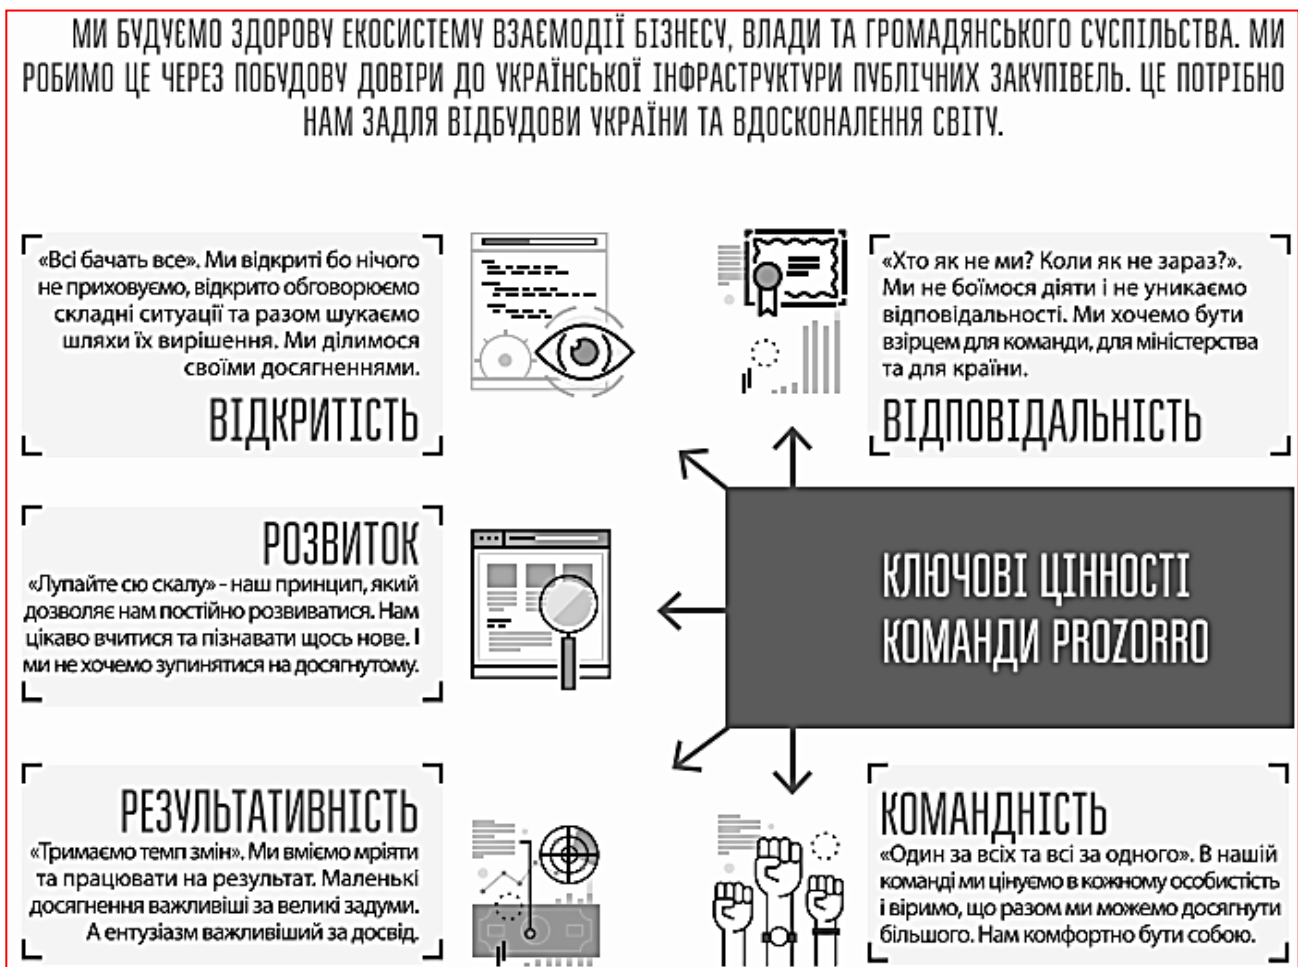 МИ БУДУЄМО ЗДОРОВУ ЕКОСИСТЕМУ ВЗАЄМОДІЇ БІЗНЕСУ, ВЛАДИ ТА ГРОМАДЯНСЬКОГО СУСПІЛЬСТВА. МИ
РОБИМО ЦЕ ЧЕРЕЗ ПОБУДОВУ ДОВІРИ ДО УКРАЇНСЬКОЇ ІНФРАСТРУКТУРИ ПУБЛІЧНИХ ЗАКУПІВЕЛЬ. ЦЕ ПОТРІБНО
НАМ ЗАДЛЯ ВІДБУДОВИ УКРАЇНИ ТА ВДОСКОНАЛЕННЯ СВІТУ.
«Всі бачать все». Ми відкриті бо нічого
не приховуємо, відкрито обговорюємо
складні ситуації та разом шукаємо
шляхи їх вирішення. Ми ділимося
своїми досягненнями.
ВІДКРИТІСТЬ
«Хто як не ми? Коли як не зараз?».
Ми не боїмося діяти і не уникаємо
відповідальності. Ми хочемо бути
взірцем для команди, для міністерства
та для країни.
ВІДПОВІДАЛЬНІСТЬ
РОЗВИТОК
«Лупайте сю скалу» - наш принцип, який
дозволяє нам постійно розвиватися. Нам
цікаво вчитися та пізнавати щось нове. І
ми не хочемо зупинятися на досягнутому.
КЛЮЧОВІ ЦІННОСТІ
КОМАНДИ PROZORRO
РЕЗУЛЬТАТИВНІСТЬ
«Тримаємо темп змін». Ми вміємо мріяти
та працювати на результат. Маленькі
досягнення важливіші за великі задуми.
А ентузіазм важливіший за досвід.
КОМАНДНІСТЬ
«Один за всіх та всі за одного». В нашій
команді ми цінуємо в кожному особистість
і віримо, що разом ми можемо досягнути
більшого. Нам комфортно бути собою.